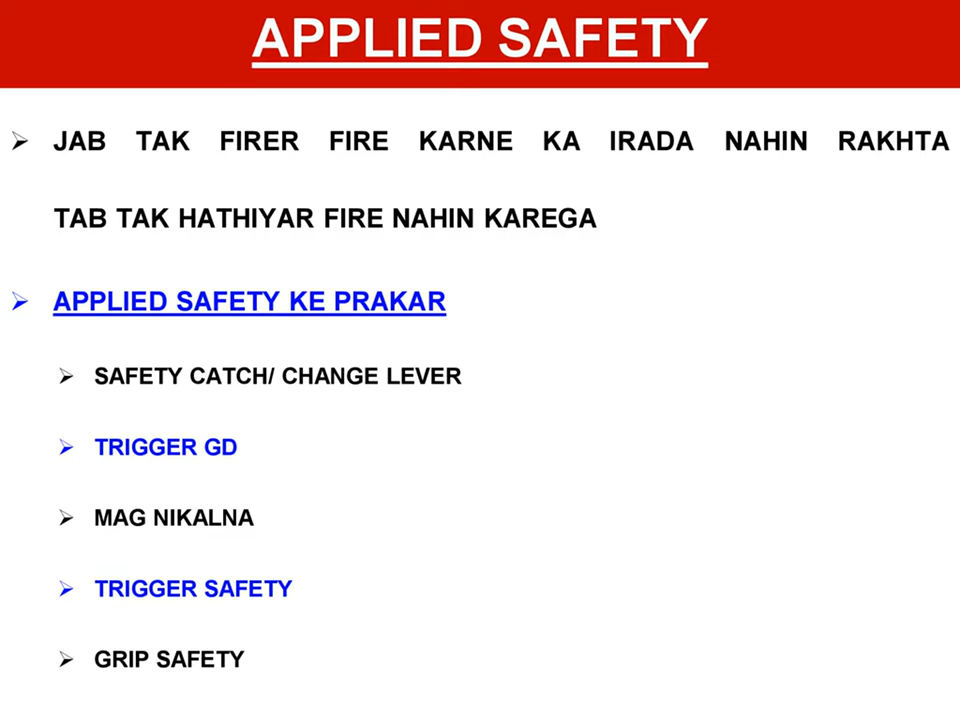 APPLIED SAFETY
JAB TAK FIRER FIRE KARNE KA IRADA NAHIN RAKHTA
TAB TAK HATHIYAR FIRE NAHIN KAREGA
APPLIED SAFETY KE PRAKAR
SAFETY CATCH/ CHANGE LEVER
TRIGGER GD
MAG NIKALNA
TRIGGER SAFETY
GRIP SAFETY